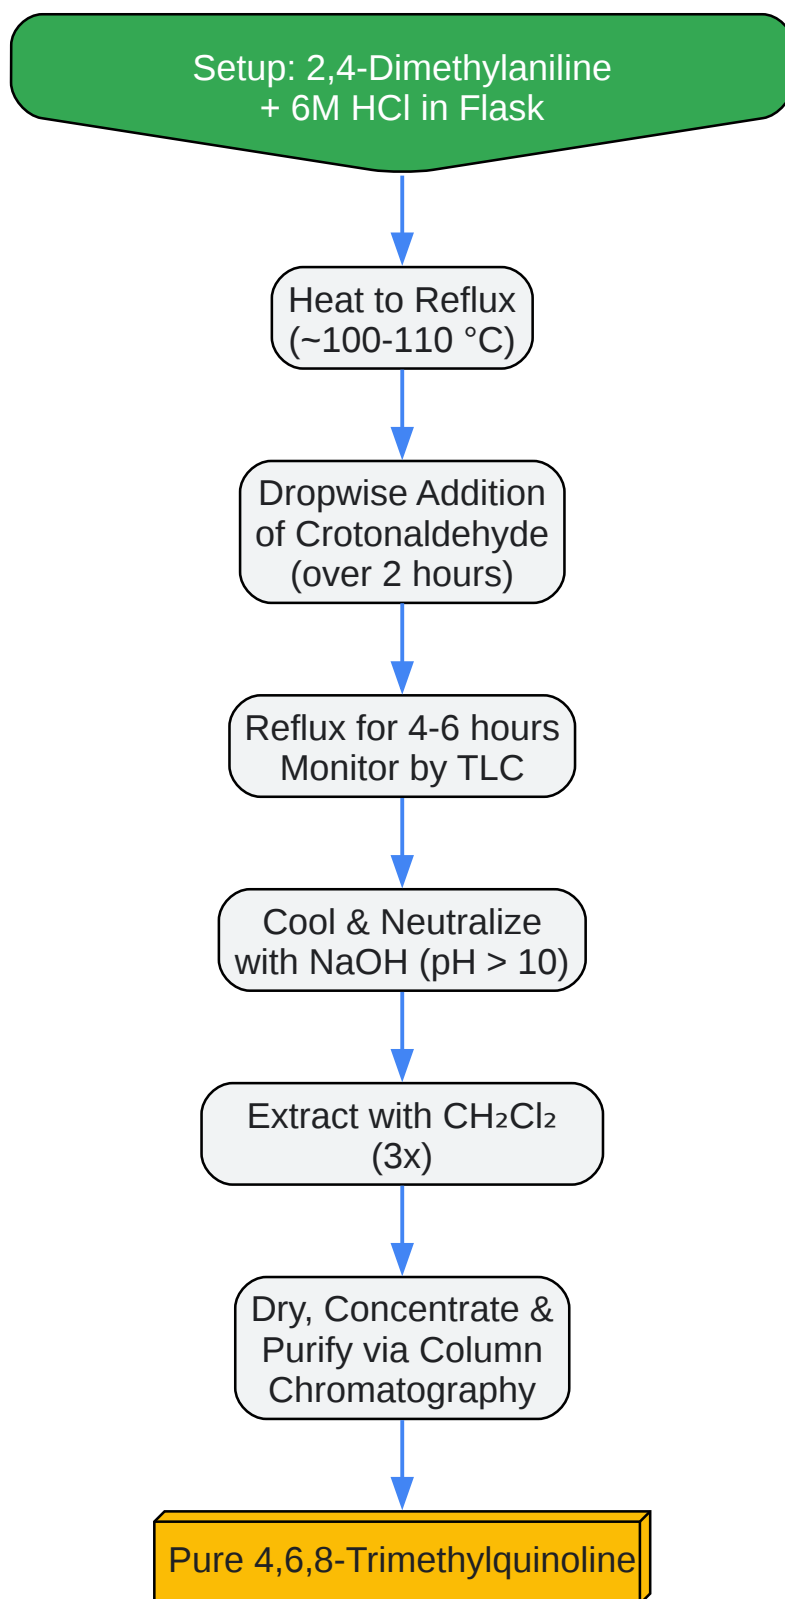 Setup: 2,4-Dimethylaniline
+ 6M HCl in Flask
Heat to Reflux
(~100-110 °C)
Dropwise Addition
of Crotonaldehyde
(over 2 hours)
Reflux for 4-6 hours
Monitor by TLC
Cool & Neutralize
with NaOH (pH > 10)
Extract with CH₂Cl₂
(3x)
Dry, Concentrate &
Purify via Column
Chromatography
Pure 4,6,8-Trimethylquinoline